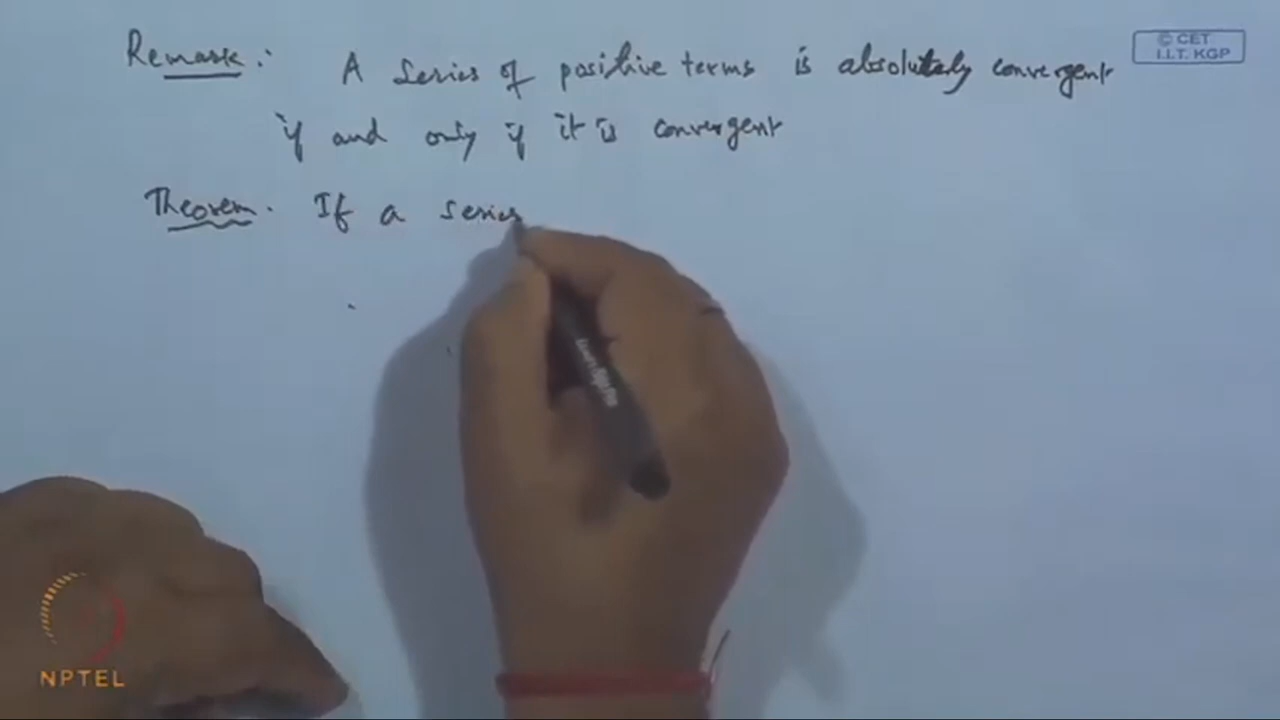 Remark: A series of positive terms is absolutely convergent
if and only if it is convergent
Theorem. If a series
© CET
I.I.T. KGP
NPTEL